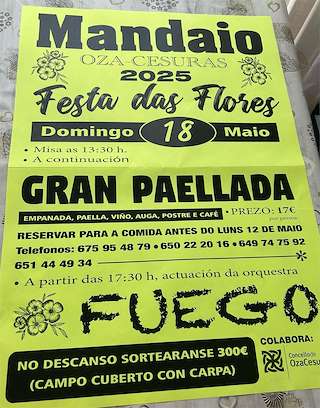 Mandaio
OZA-CESURAS
2025
Festa das Flores
Domingo 18 Maio
• Misa as 13:30 h.
• A continuación
GRAN PAELLADA
EMPANADA, PAELLA, VIÑO, AUGA, POSTRE E CAFÉ • PREZO: 17€
por persoa
RESERVAR PARA A COMIDA ANTES DO LUNS 12 DE MAIO
Telefonos: 675 95 48 79 • 650 22 20 16 • 649 74 75 92
651 44 49 34
• A partir das 17:30 h, actuación da orquestra
FUEGO
NO DESCANSO SORTEARANSE 300€
(CAMPO CUBERTO CON CARPA)
COLABORA:
Concello de
OzaCesu